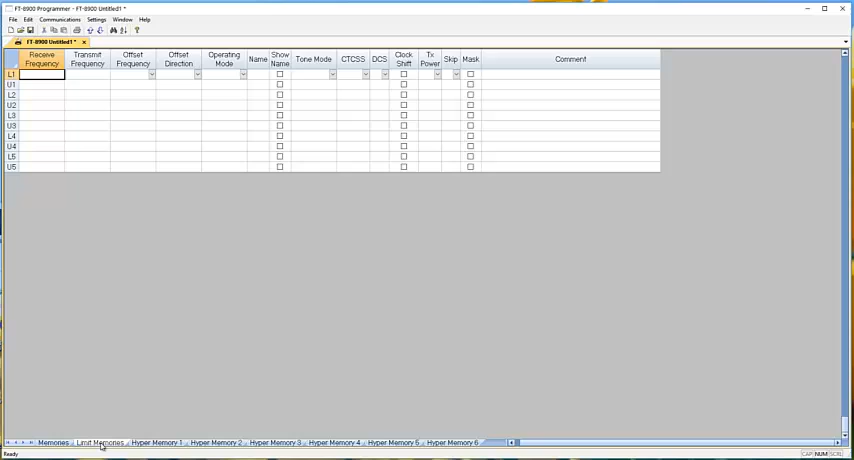 FT-8900 Programmer - FT-8900 Untitled1 *
File Edit Communications Settings Window Help
FT-8900 Untitled1 *
Receive Frequency Transmit Frequency Offset Frequency Offset Direction Operating Mode Name Show Name Tone Mode CTCSS DCS Clock Shift Tx Power Skip Mask Comment
L1
U1
L2
U2
L3
U3
L4
U4
L5
U5
Memories Limit Memories Hyper Memory 1 Hyper Memory 2 Hyper Memory 3 Hyper Memory 4 Hyper Memory 5 Hyper Memory 6
Ready CAP NUM SCRL